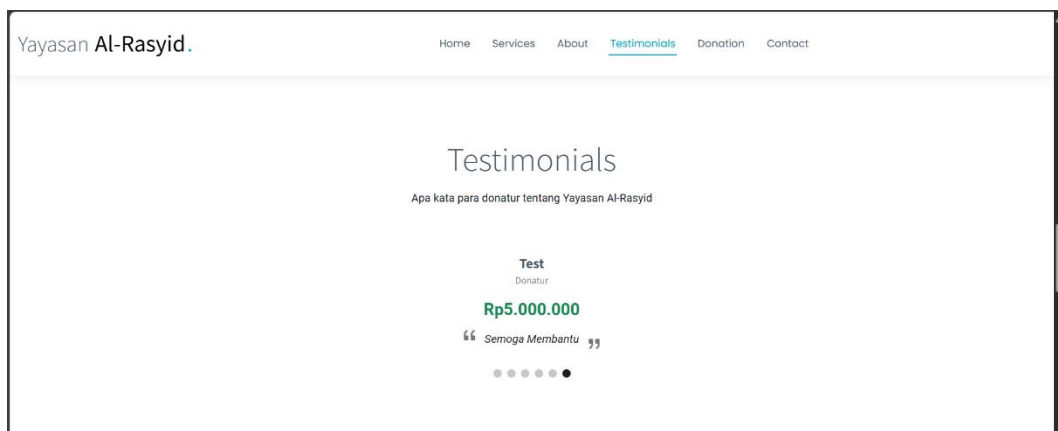 Yayasan Al-Rasyid.
Home Services About Testimonials Donation Contact
Testimonials
Apa kata para donatur tentang Yayasan Al-Rasyid
Test
Donatur
Rp5.000.000
“ Semoga Membantu ”